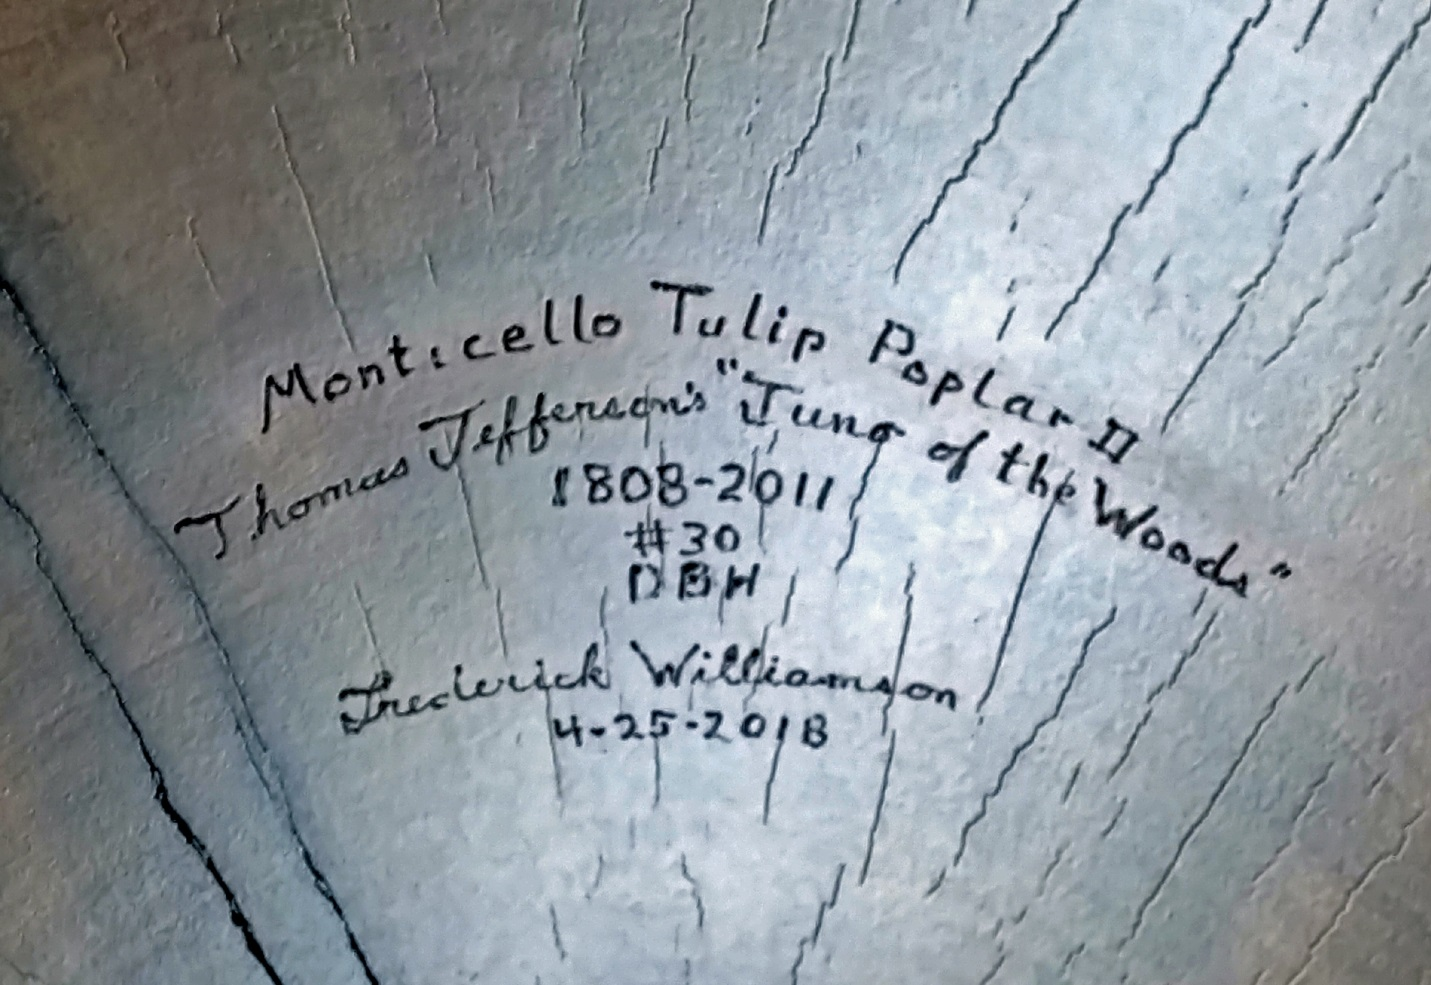 Monticello Tulip Poplar II
Thomas Jefferson's "Juno of the Woods"
1808-2011
#30
DBH
Frederick Williamson
4-25-2018